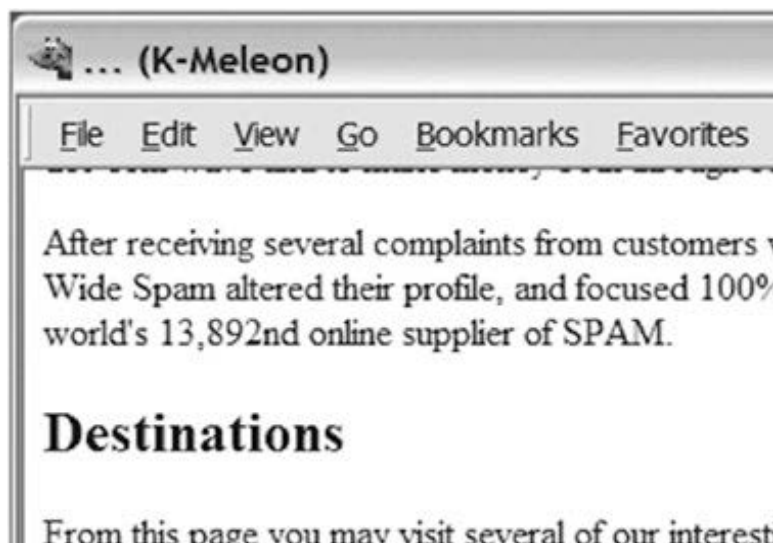 ... (K-Meleon)
File Edit View Go Bookmarks Favorites
After receiving several complaints from customers
Wide Spam altered their profile, and focused 100%
world's 13,892nd online supplier of SPAM.
Destinations
From this page you may visit several of our interest